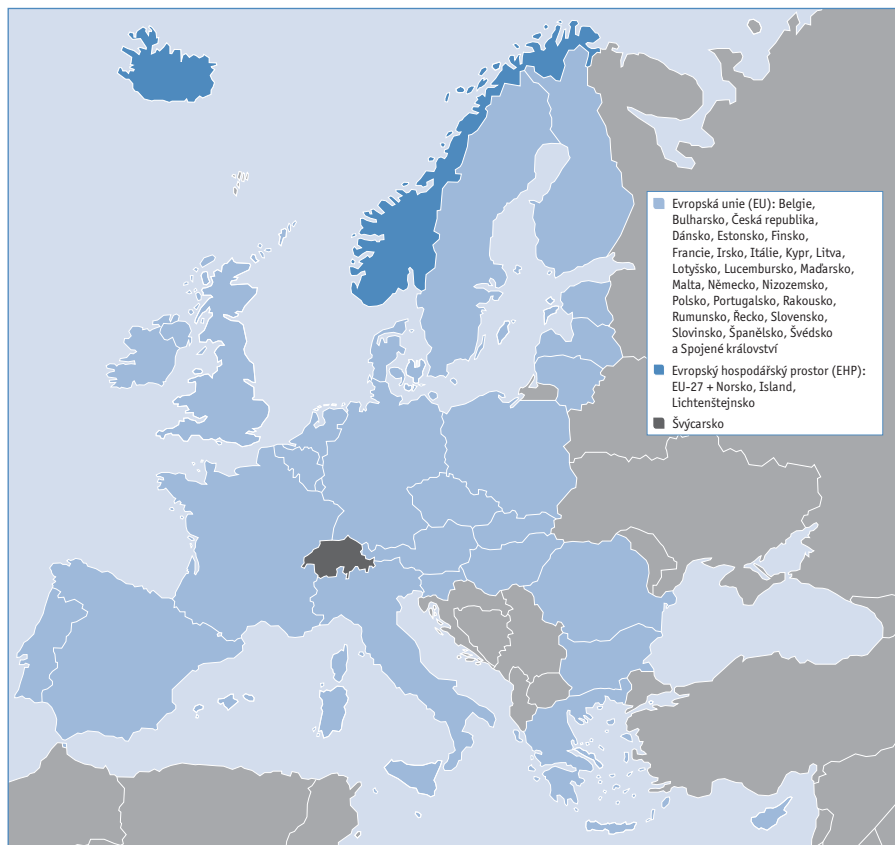 Evropská unie (EU): Belgie,
Bulharsko, Česká republika,
Dánsko, Estonsko, Finsko,
Francie, Irsko, Itálie, Kypr, Litva,
Lotyšsko, Lucembursko, Maďarsko,
Malta, Německo, Nizozemsko,
Polsko, Portugalsko, Rakousko,
Rumunsko, Řecko, Slovensko,
Slovinsko, Španělsko, Švédsko
a Spojené království
Evropský hospodářský prostor (EHP):
EU-27 + Norsko, Island,
Lichtenštejnsko
Švýcarsko